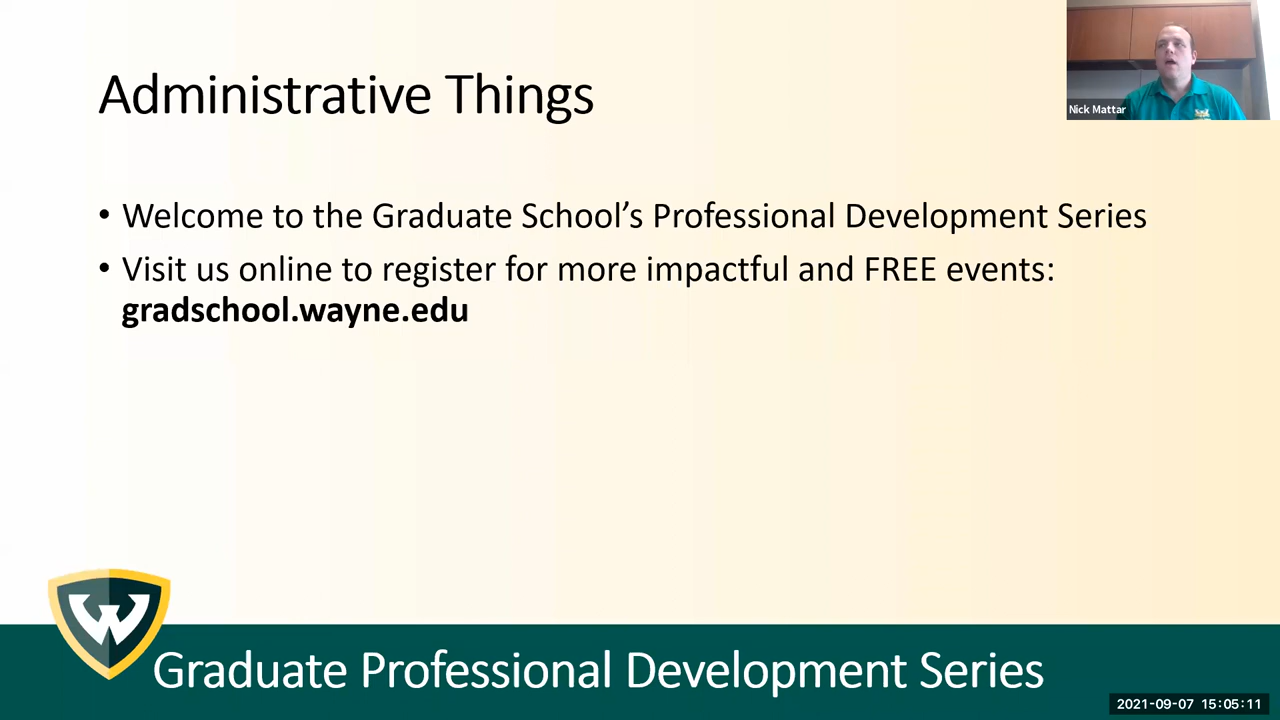 Administrative Things
Nick Mattar
• Welcome to the Graduate School’s Professional Development Series
• Visit us online to register for more impactful and FREE events:
gradschool.wayne.edu
W
Graduate Professional Development Series
2021-09-07 15:05:11